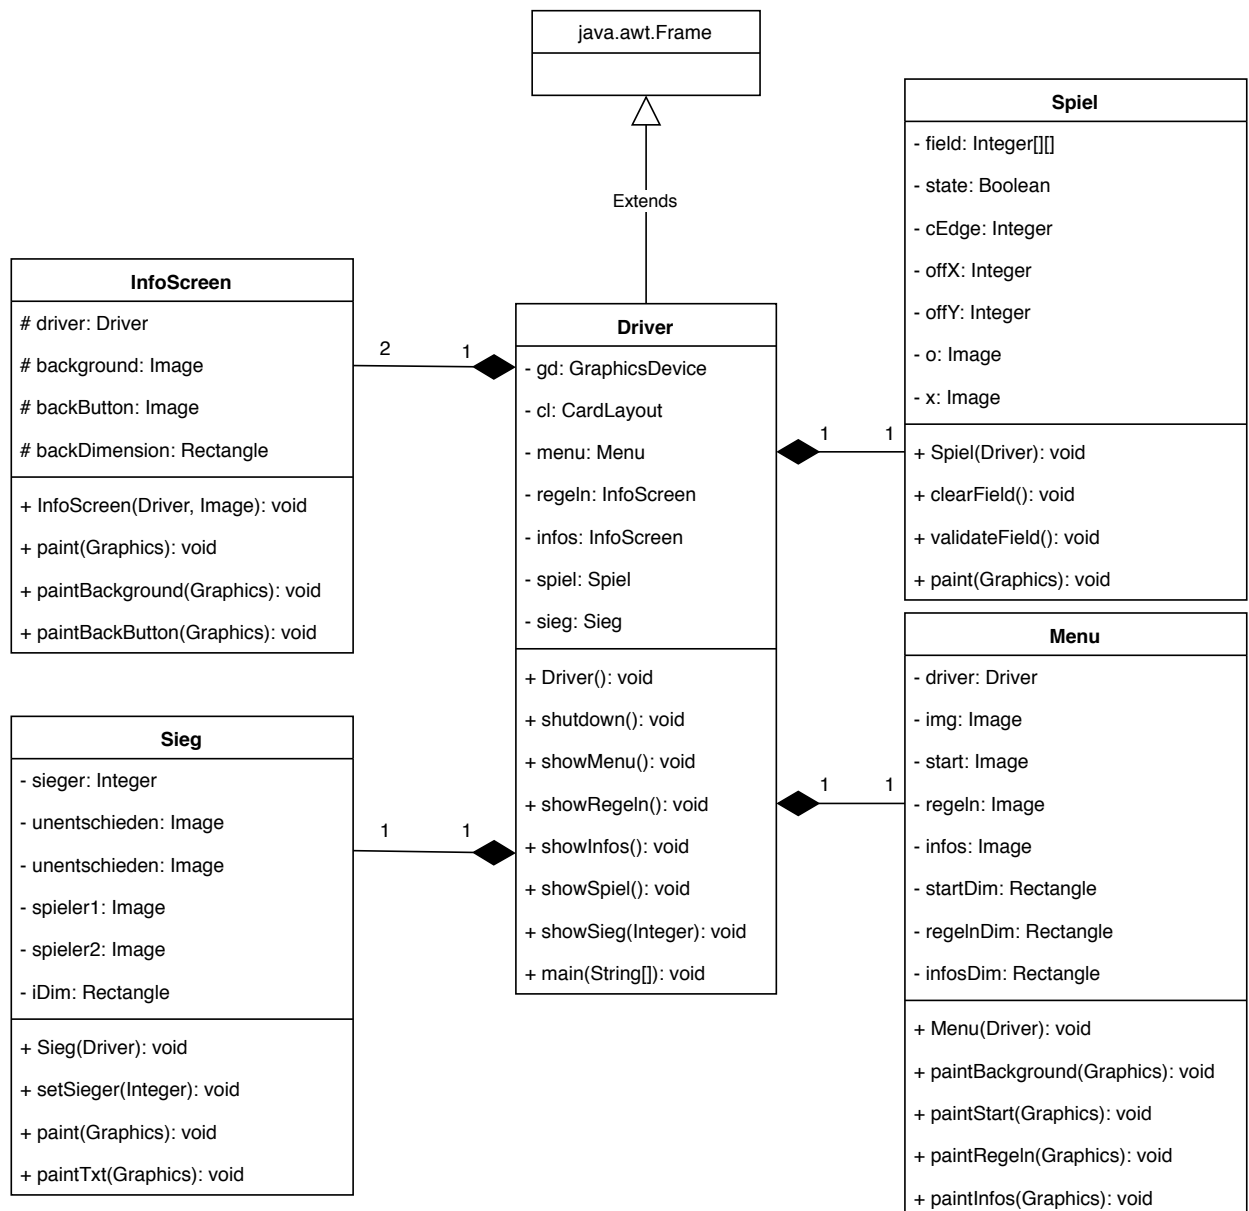 java.awt.Frame
Extends
InfoScreen
# driver: Driver
# background: Image
# backButton: Image
# backDimension: Rectangle
+ InfoScreen(Driver, Image): void
+ paint(Graphics): void
+ paintBackground(Graphics): void
+ paintBackButton(Graphics): void
2
1
Sieg
- sieger: Integer
- unentschieden: Image
- unentschieden: Image
- spieler1: Image
- spieler2: Image
- iDim: Rectangle
+ Sieg(Driver): void
+ setSieger(Integer): void
+ paint(Graphics): void
+ paintTxt(Graphics): void
1
1
Driver
- gd: GraphicsDevice
- cl: CardLayout
- menu: Menu
- regeln: InfoScreen
- infos: InfoScreen
- spiel: Spiel
- sieg: Sieg
+ Driver(): void
+ shutdown(): void
+ showMenu(): void
+ showRegeln(): void
+ showInfos(): void
+ showSpiel(): void
+ showSieg(Integer): void
+ main(String[]): void
1
1
Spiel
- field: Integer[][]
- state: Boolean
- cEdge: Integer
- offX: Integer
- offY: Integer
- o: Image
- x: Image
+ Spiel(Driver): void
+ clearField(): void
+ validateField(): void
+ paint(Graphics): void
1
1
Menu
- driver: Driver
- img: Image
- start: Image
- regeln: Image
- infos: Image
- startDim: Rectangle
- regelnDim: Rectangle
- infosDim: Rectangle
+ Menu(Driver): void
+ paintBackground(Graphics): void
+ paintStart(Graphics): void
+ paintRegeln(Graphics): void
+ paintInfos(Graphics): void